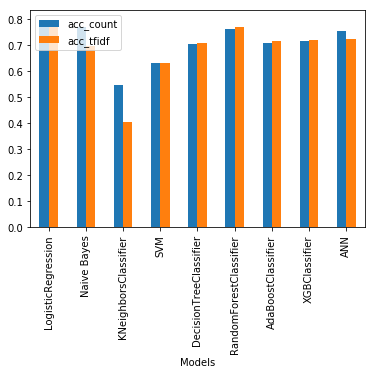 acc_count
acc_tfidf
0.8
0.7
0.6
0.5
0.4
0.3
0.2
0.1
0.0
LogisticRegression
Naive Bayes
KNeighborsClassifier
SVM
DecisionTreeClassifier
RandomForestClassifier
AdaBoostClassifier
XGBClassifier
ANN
Models